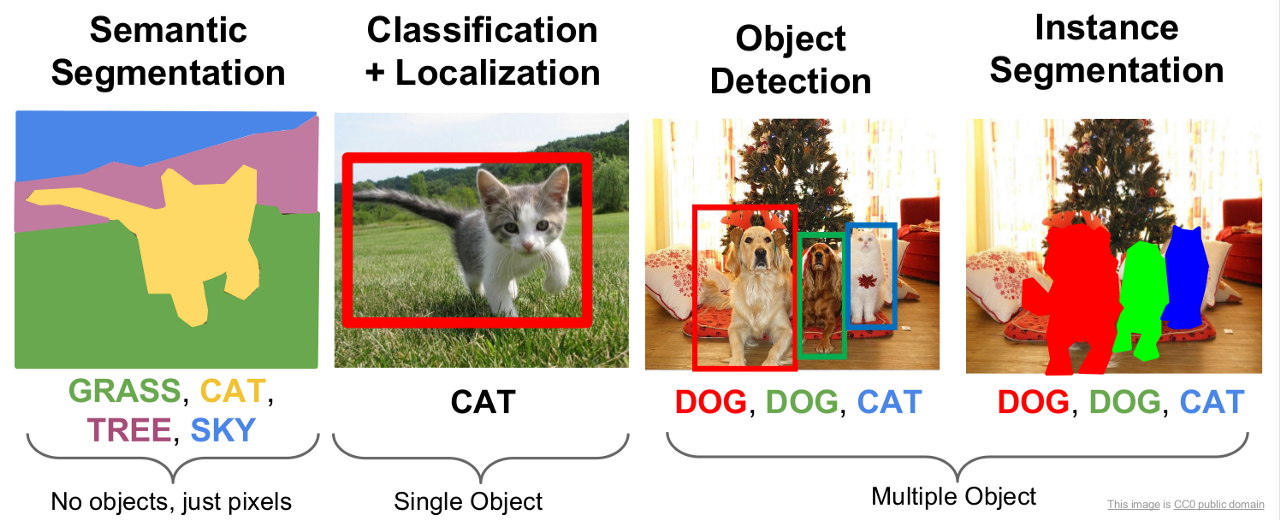 Semantic
Segmentation
Classification
+ Localization
Object
Detection
Instance
Segmentation
GRASS, CAT,
TREE, SKY
CAT
DOG, DOG, CAT
DOG, DOG, CAT
No objects, just pixels
Single Object
Multiple Object
This image is CC0 public domain